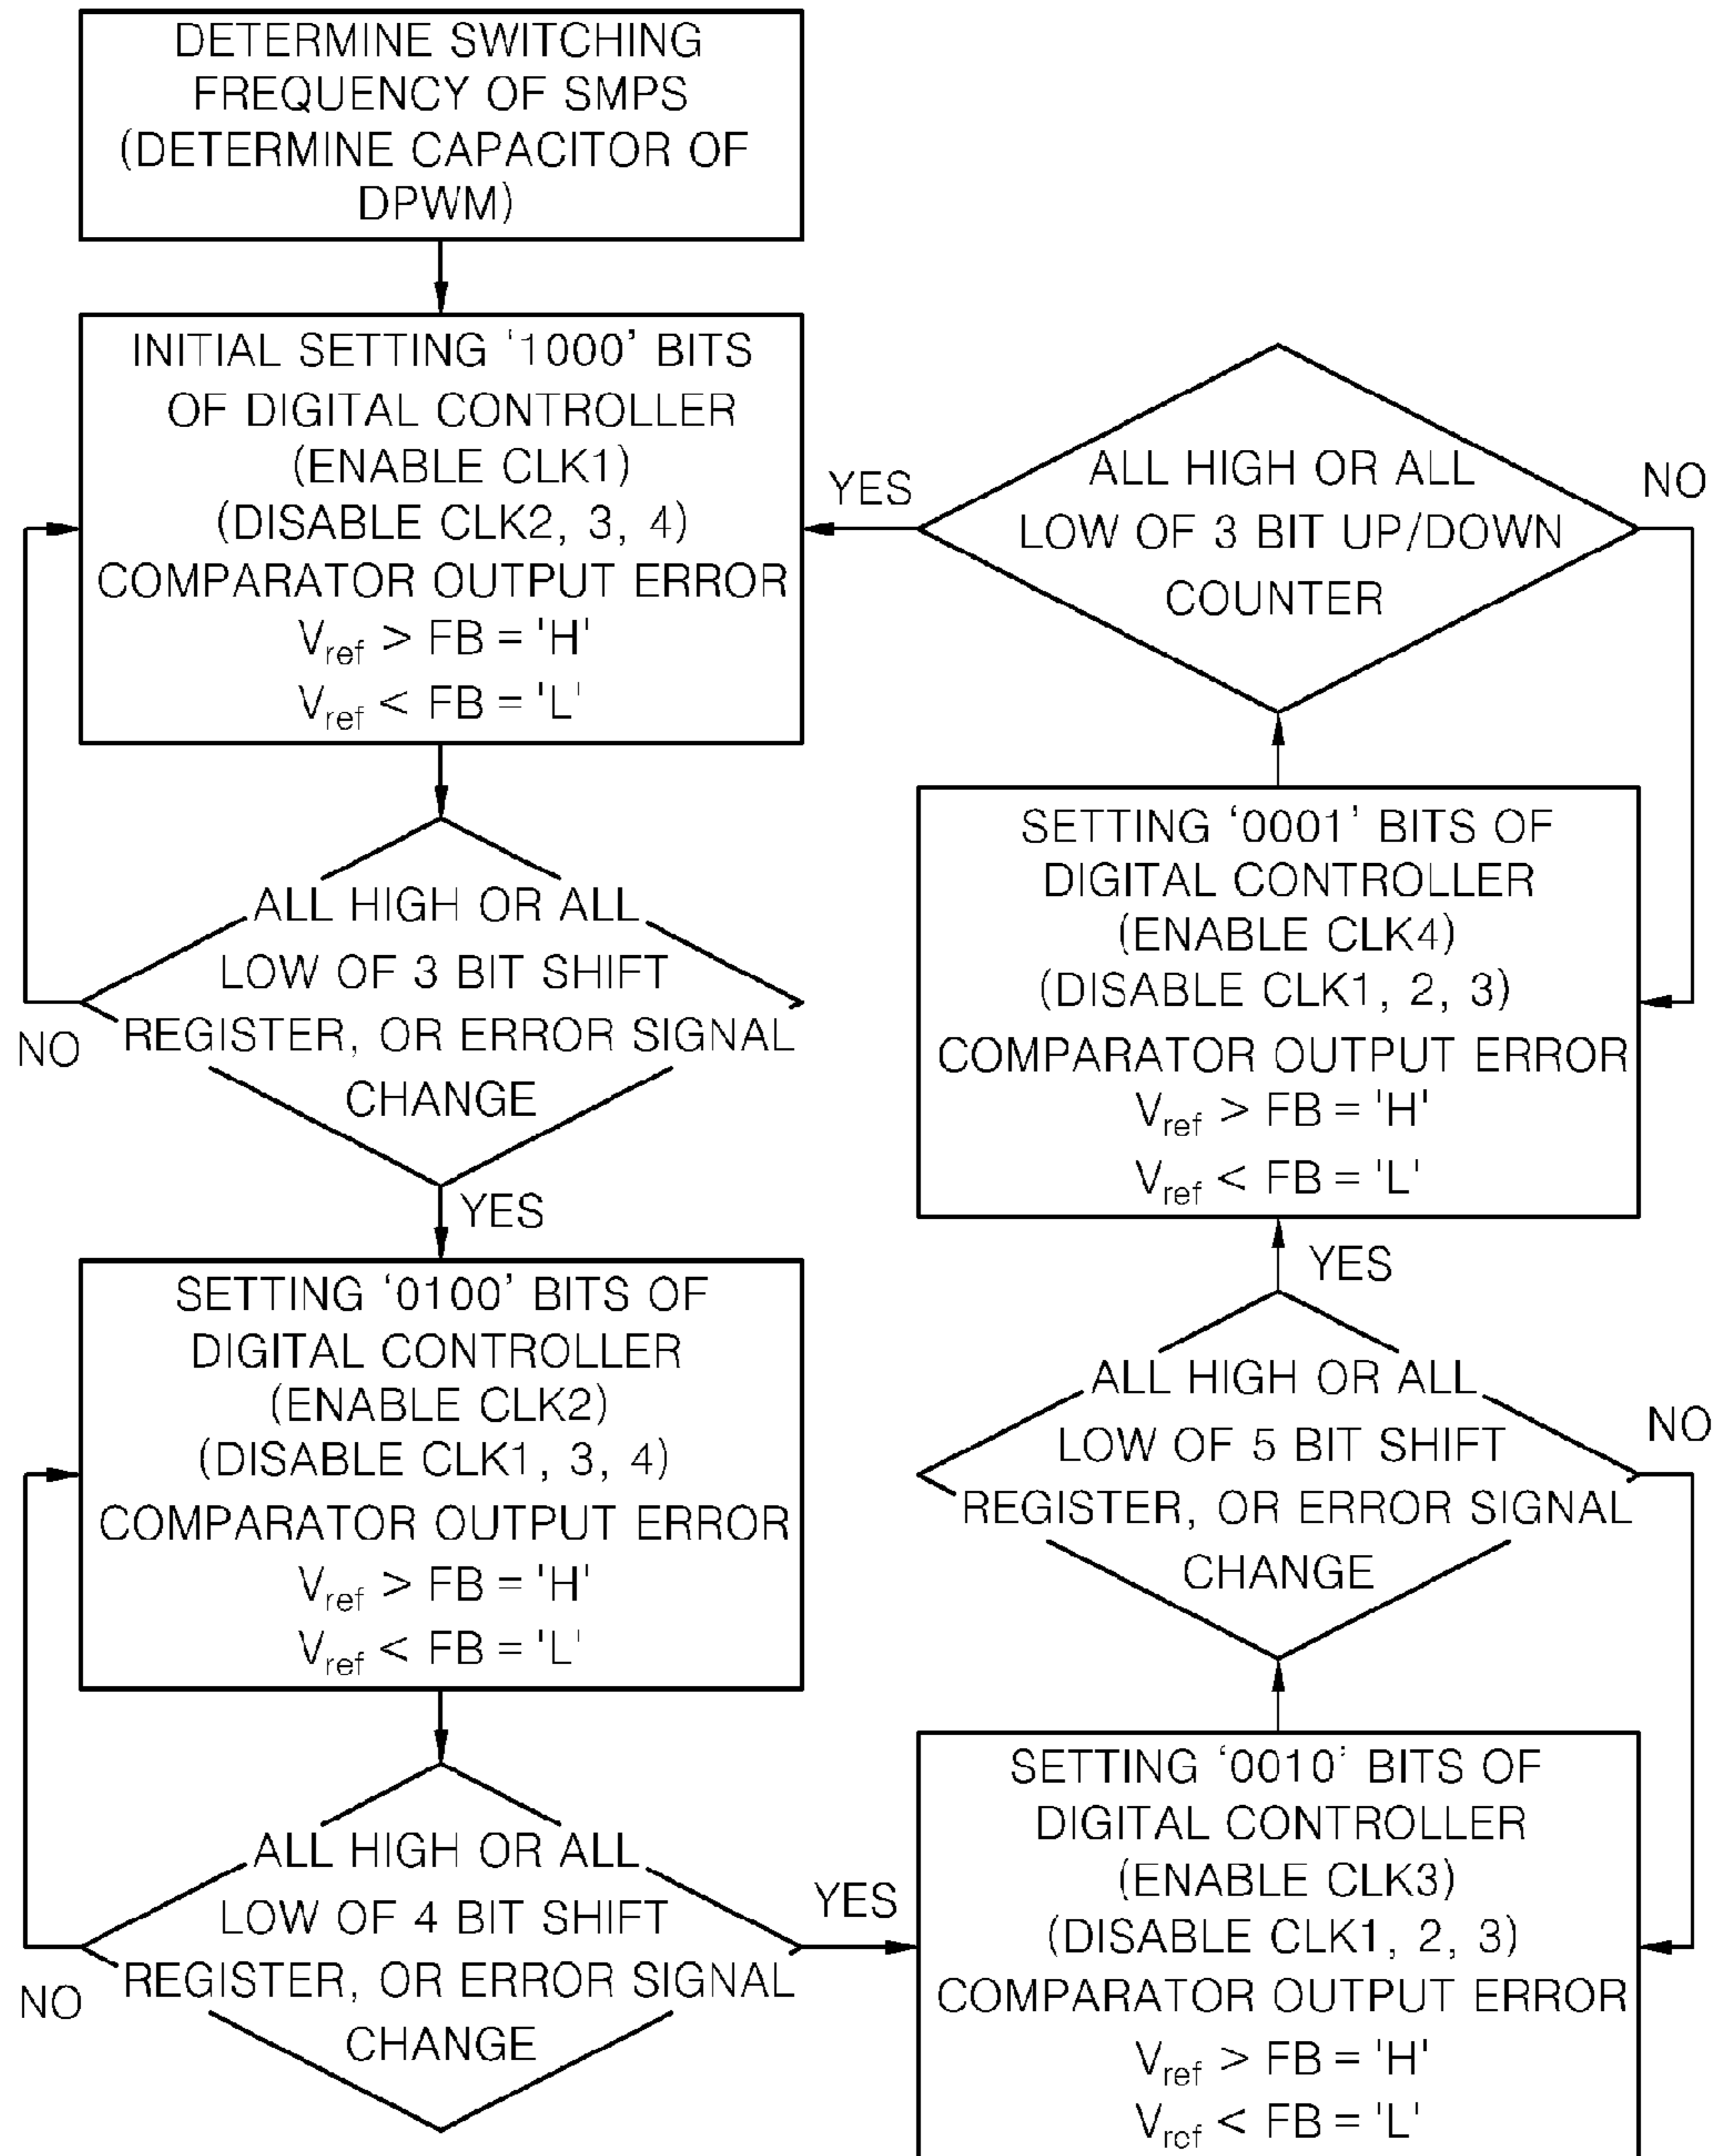 DETERMINE SWITCHING
FREQUENCY OF SMPS
(DETERMINE CAPACITOR OF
DPWM)
INITIAL SETTING ‘1000’ BITS
OF DIGITAL CONTROLLER
(ENABLE CLK1)
(DISABLE CLK2, 3, 4)
COMPARATOR OUTPUT ERROR
Vref > FB = 'H'
Vref < FB = 'L'
ALL HIGH OR ALL
LOW OF 3 BIT SHIFT
REGISTER, OR ERROR SIGNAL
CHANGE
NO
YES
SETTING ‘0100’ BITS OF
DIGITAL CONTROLLER
(ENABLE CLK2)
(DISABLE CLK1, 3, 4)
COMPARATOR OUTPUT ERROR
Vref > FB = 'H'
Vref < FB = 'L'
ALL HIGH OR ALL
LOW OF 4 BIT SHIFT
REGISTER, OR ERROR SIGNAL
CHANGE
NO
YES
SETTING ‘0010’ BITS OF
DIGITAL CONTROLLER
(ENABLE CLK3)
(DISABLE CLK1, 2, 3)
COMPARATOR OUTPUT ERROR
Vref > FB = 'H'
Vref < FB = 'L'
ALL HIGH OR ALL
LOW OF 5 BIT SHIFT
REGISTER, OR ERROR SIGNAL
CHANGE
NO
YES
SETTING ‘0001’ BITS OF
DIGITAL CONTROLLER
(ENABLE CLK4)
(DISABLE CLK1, 2, 3)
COMPARATOR OUTPUT ERROR
Vref > FB = 'H'
Vref < FB = 'L'
ALL HIGH OR ALL
LOW OF 3 BIT UP/DOWN
COUNTER
YES
NO